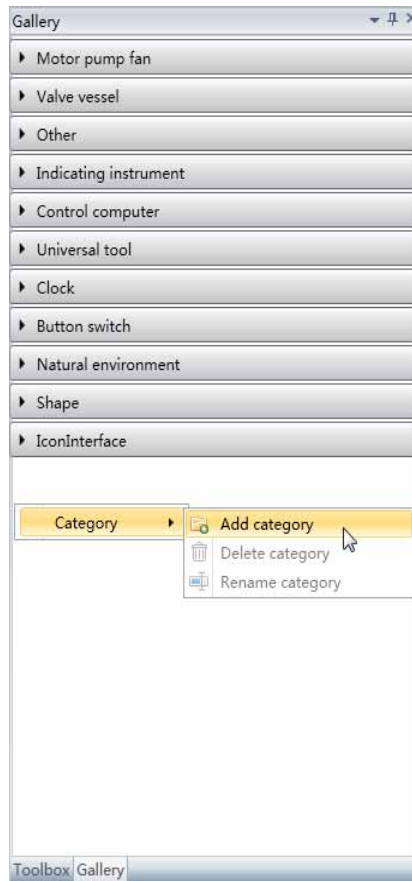 Gallery
Motor pump fan
Valve vessel
Other
Indicating instrument
Control computer
Universal tool
Clock
Button switch
Natural environment
Shape
IconInterface
Category
Add category
Delete category
Rename category
Toolbox Gallery